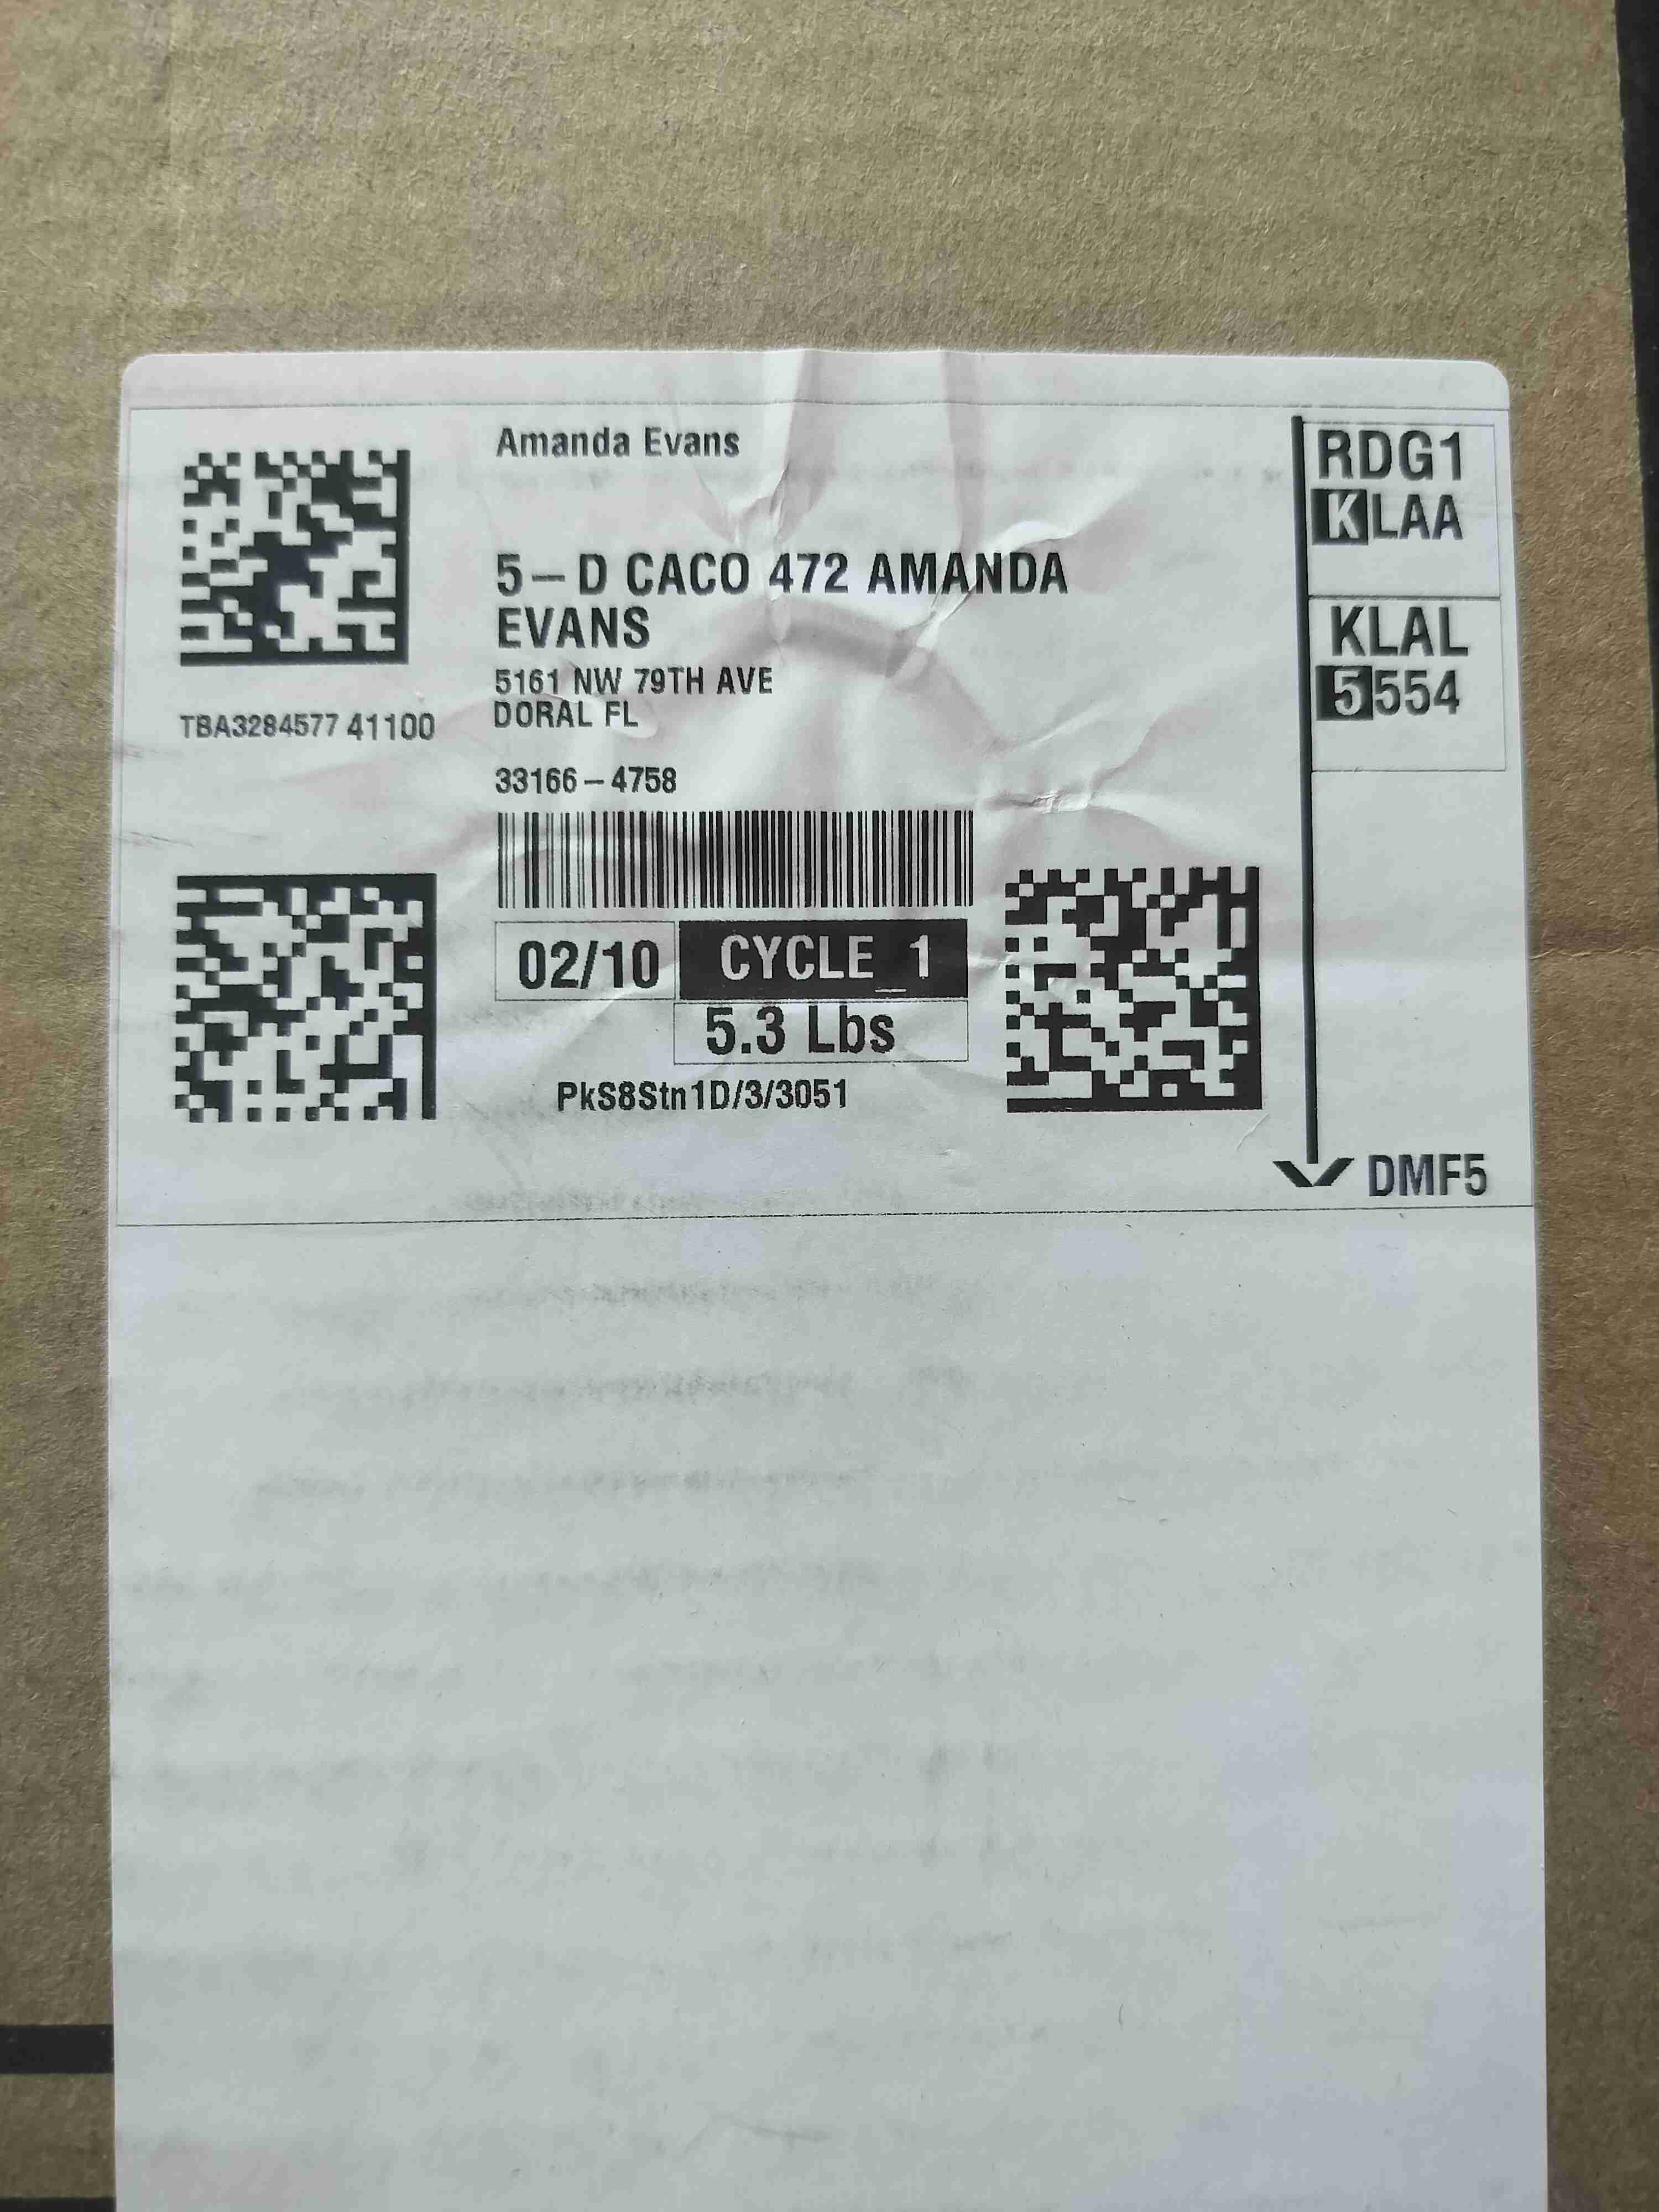 Amanda Evans
5-D CACO 472 AMANDA
EVANS
5161 NW 79TH AVE
DORAL FL
33166-4758
TBA3284577 41100
02/10 CYCLE_1
5.3 Lbs
PkS8Stn1D/3/3051
RDG1
KLAA
KLAL
5554
DMF5